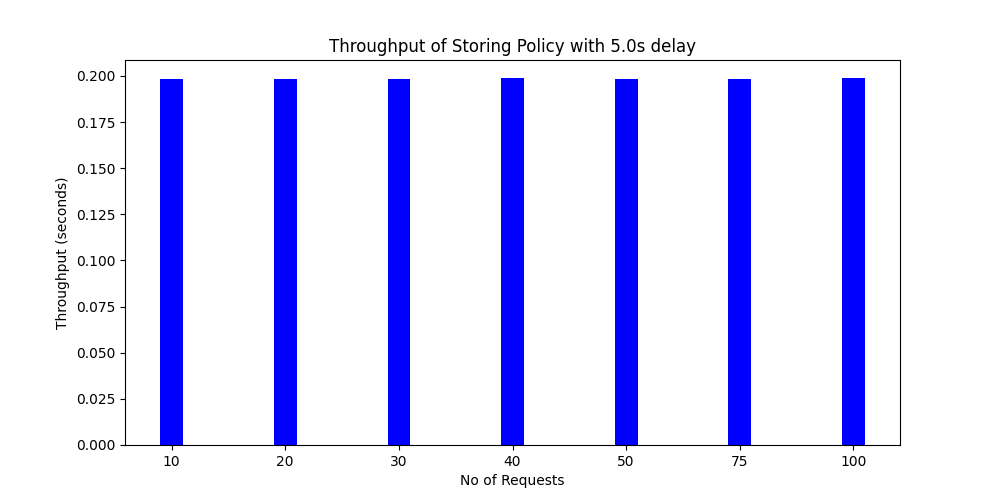 Throughput of Storing Policy with 5.0s delay
Throughput (seconds)
0.200
0.175
0.150
0.125
0.100
0.075
0.050
0.025
0.000
10 20 30 40 50 75 100
No of Requests